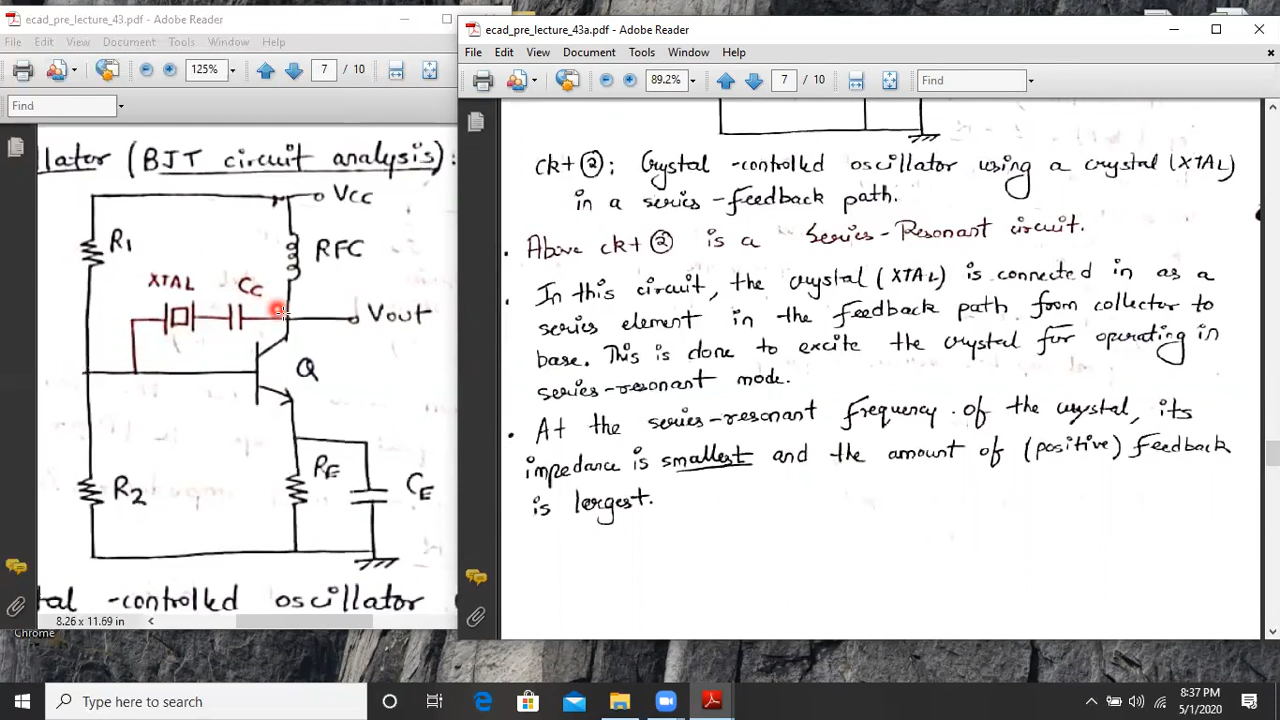 ecad_pre_lecture_43.pdf - Adobe Reader
File Edit View Document Tools Window Help
125% 7 / 10
Find
llator (BJT circuit analysis):
VCC
R1
RFC
XTAL CC
Vout
Q
R2
RE
CE
tal -controlled oscillator
8.26 x 11.69 in
ecad_pre_lecture_43a.pdf - Adobe Reader
File Edit View Document Tools Window Help
7 / 10 89.2% Find
ckt ②: Crystal -controlled oscillator using a crystal (XTAL)
in a series-feedback path.
Above ckt ② is a Series-Resonant circuit.
In this circuit, the crystal (XTAL) is connected in as a
series element in the feedback path from collector to
base. This is done to excite the crystal for operating in
series-resonant mode.
At the series-resonant frequency of the crystal, its
impedance is smallest and the amount of (positive) feedback
is largest.
Chrome
Type here to search
8:37 PM
5/1/2020